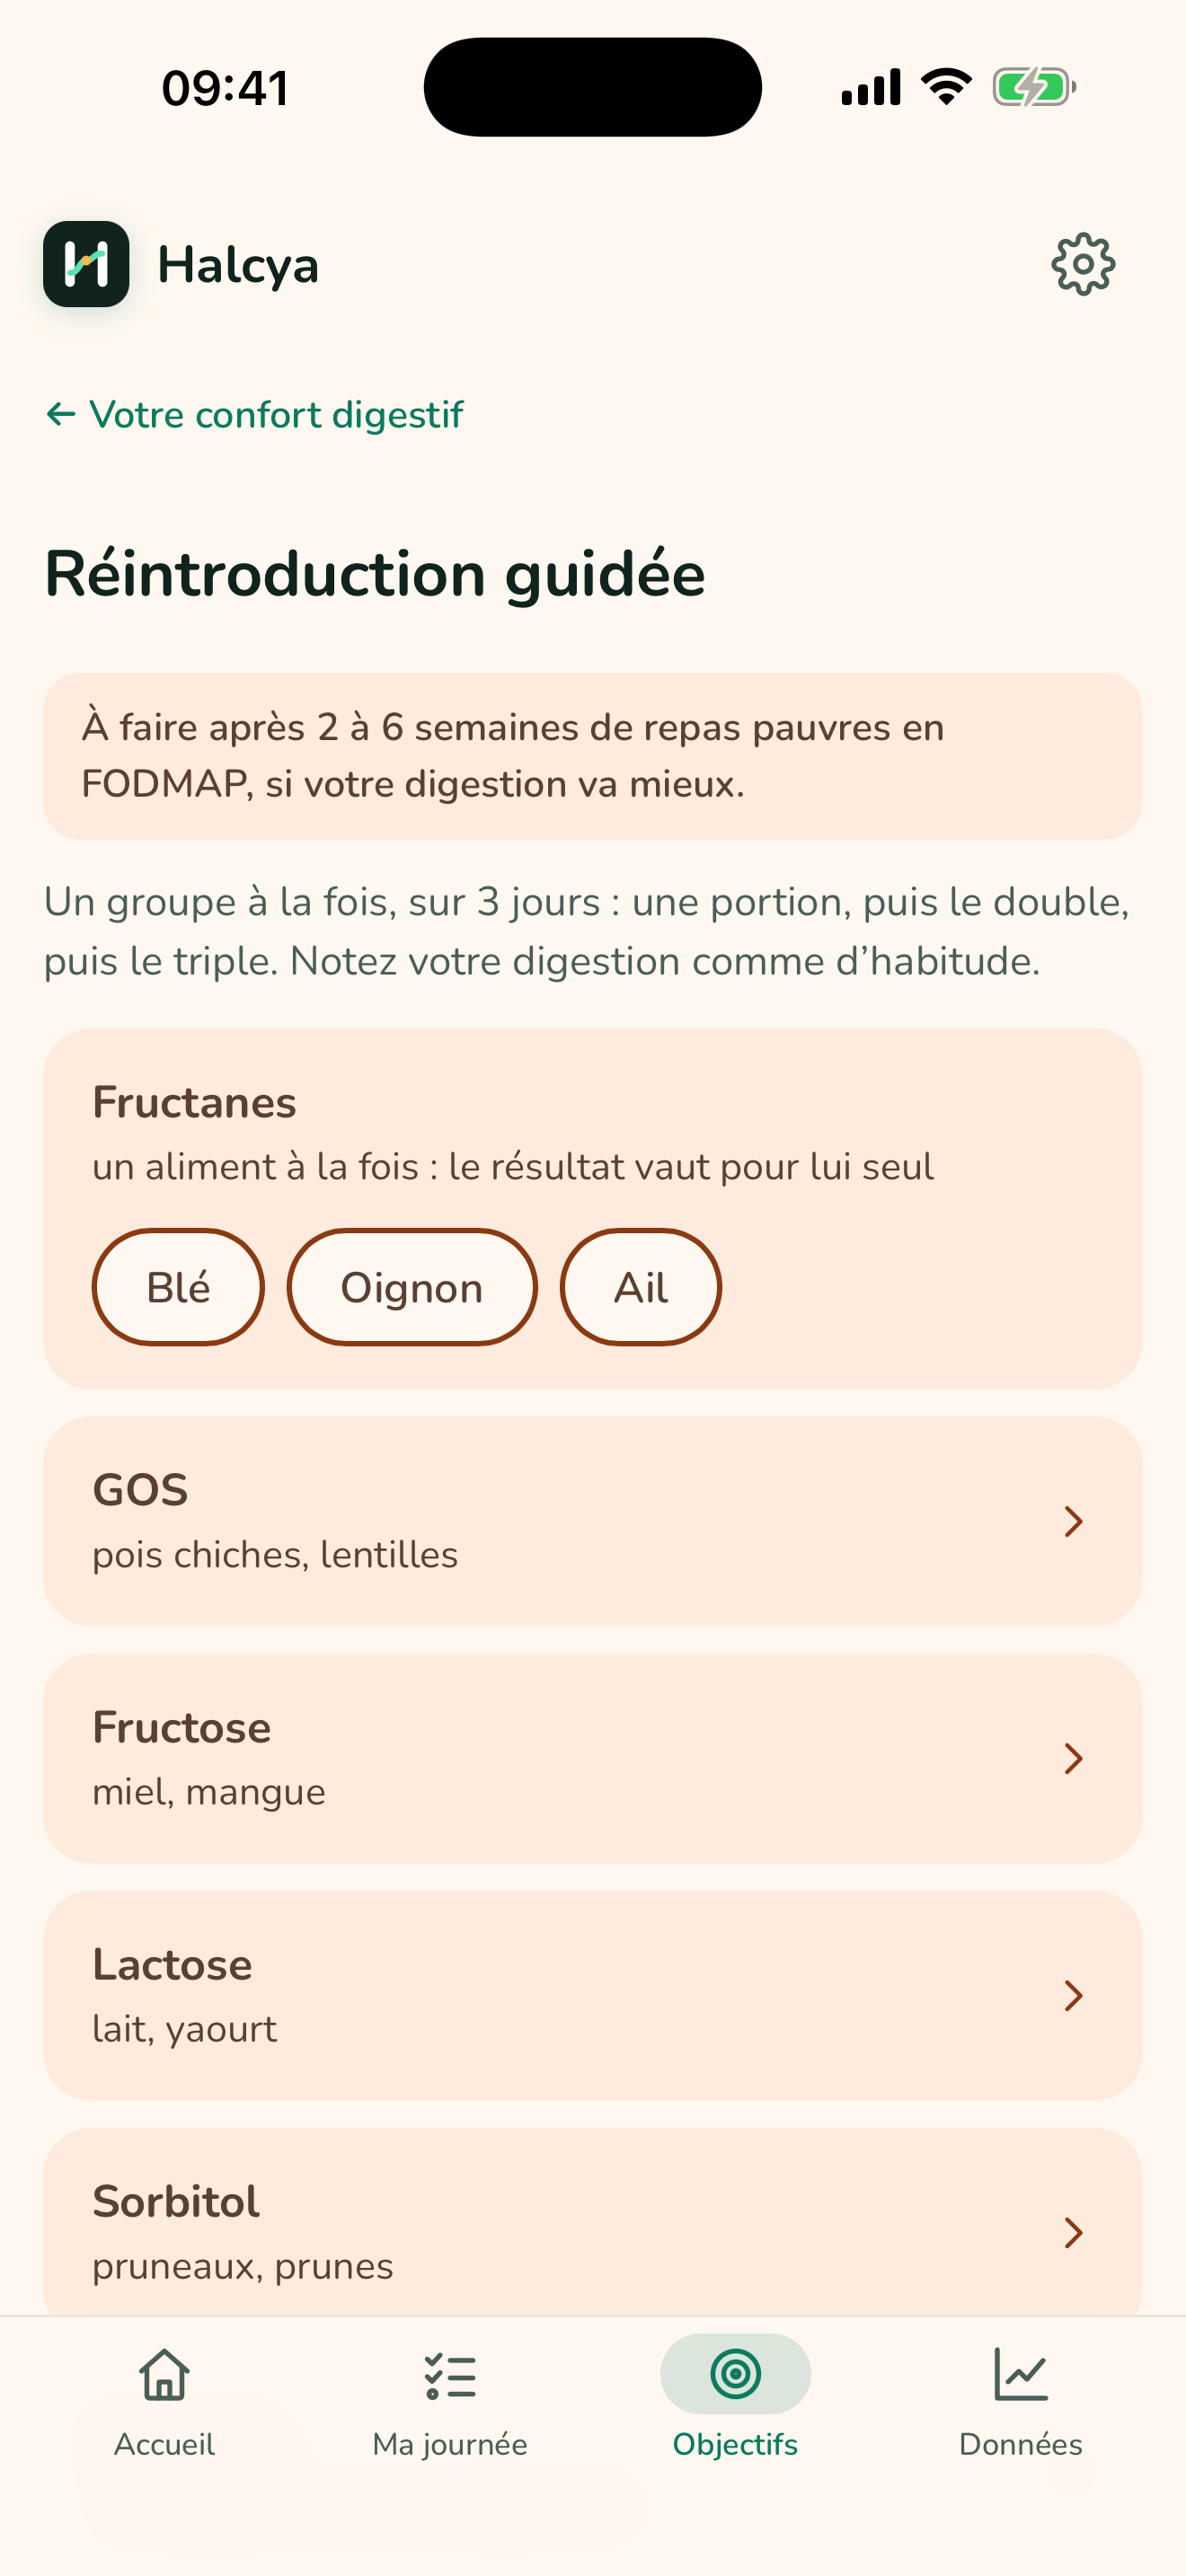 09:41
Halcya
← Votre confort digestif
Réintroduction guidée
À faire après 2 à 6 semaines de repas pauvres en
FODMAP, si votre digestion va mieux.
Un groupe à la fois, sur 3 jours : une portion, puis le double,
puis le triple. Notez votre digestion comme d’habitude.
Fructanes
un aliment à la fois : le résultat vaut pour lui seul
Blé Oignon Ail
GOS
pois chiches, lentilles
Fructose
miel, mangue
Lactose
lait, yaourt
Sorbitol
pruneaux, prunes
Accueil Ma journée Objectifs Données